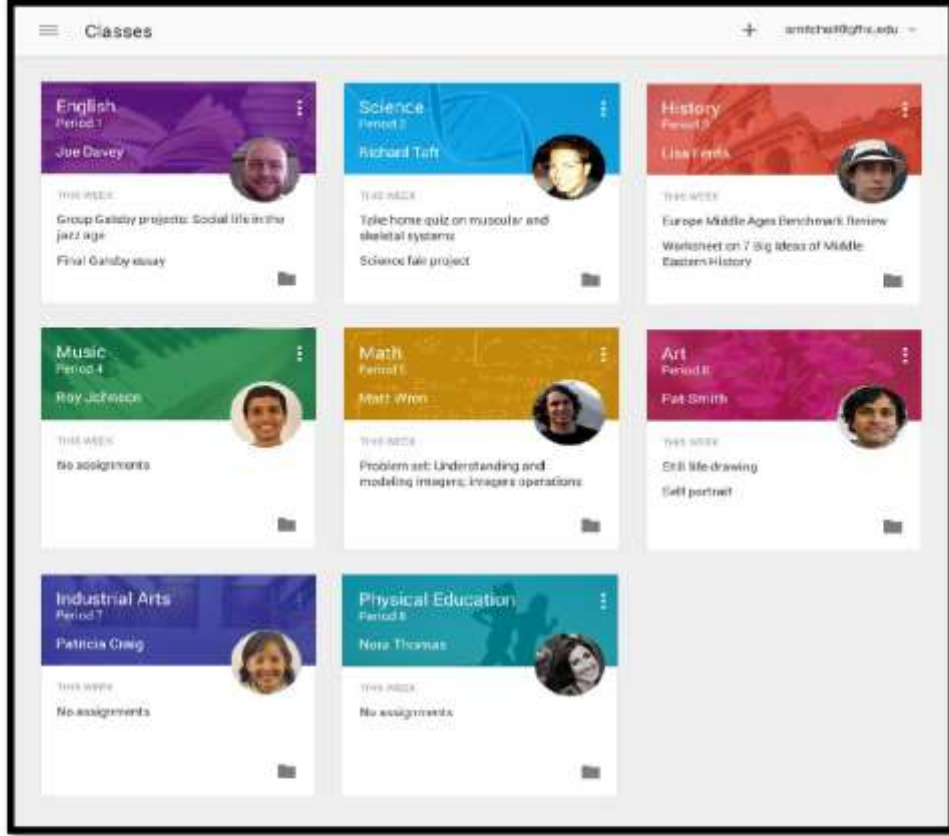 Classes
+
English
Period 1
Joe Davey
THIS WEEK
Group Gatsby projects: Social life in the
jazz age
Final Gatsby essay
Science
Period 2
Richard Taft
THIS WEEK
Take home quiz on muscular and
skeletal systems
Science fair project
History
Period 3
Lisa
THIS WEEK
Europe Middle Ages Benchmark Review
Worksheet on 7 Big Ideas of Middle
Eastern History
Music
Period 4
Roy Johnson
THIS WEEK
No assignments
Math
Period 5
Matt Wren
THIS WEEK
Problem set: Understanding and
modeling integers; integers operations
Art
Period 6
Pat Smith
THIS WEEK
Still life drawing
Self portrait
Industrial Arts
Period 7
Patricia Craig
THIS WEEK
No assignments
Physical Education
Period 8
Nora Thomas
THIS WEEK
No assignments